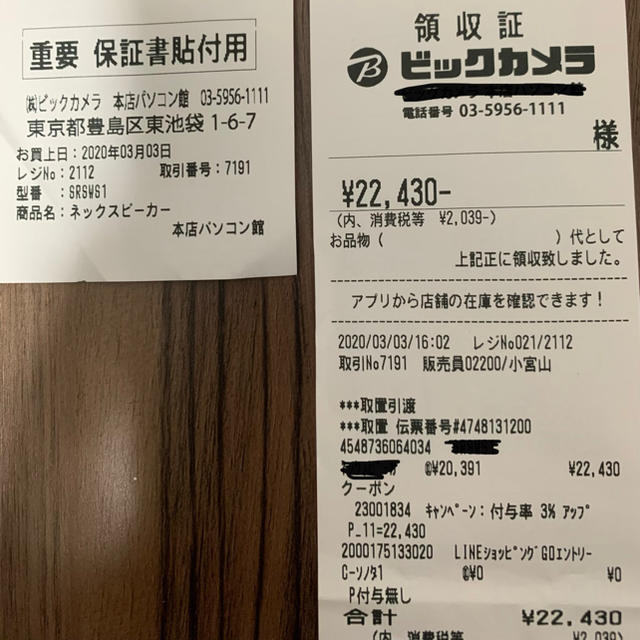 重要 保証書貼付用
㈱ビックカメラ 本店パソコン館 03-5956-1111
東京都豊島区東池袋 1-6-7
お買上日：2020年03月03日
レジNo：2112 取引番号：7191
型番 ：SRSWS1
商品名：ネックスピーカー
本店パソコン館
領収証
B ビックカメラ
電話番号 03-5956-1111
様
¥22,430-
(内、消費税等 ¥2,039-)
お品物 ( ) 代として
上記正に領収致しました。
アプリから店舗の在庫を確認できます！
2020/03/03/16:02 レジNo021/2112
取引No7191 販売員02200/小宮山
***取置引渡
***取置 伝票番号#4748131200
4548736064034
@¥20,391 ¥22,430
クーポン
23001834 ｷｬﾝﾍﾟｰﾝ：付与率 3% ｱｯﾌﾟ
P_11=22,430
2000175133020 LINEｼｮｯﾋﾟﾝｸﾞGOｴﾝﾄﾘｰ
C-ｿﾉﾀ1 @¥0 ¥0
P付与無し
合計 ¥22,430
(内、消費税等 ¥2,039)